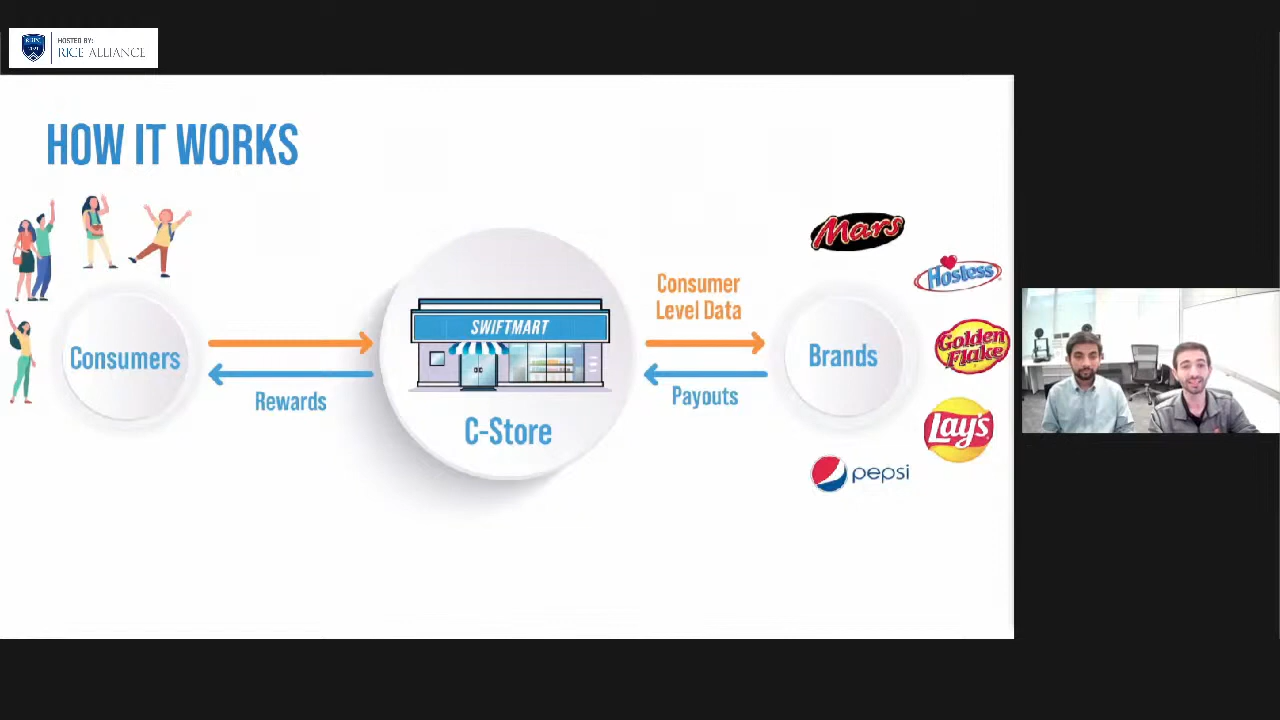 HOSTED BY:
RICE ALLIANCE
HOW IT WORKS
Mars
Consumer
Level Data
Hostess
SWIFTMART
Golden
Flake
Consumers
Brands
Rewards
Payouts
Lay's
C-Store
pepsi